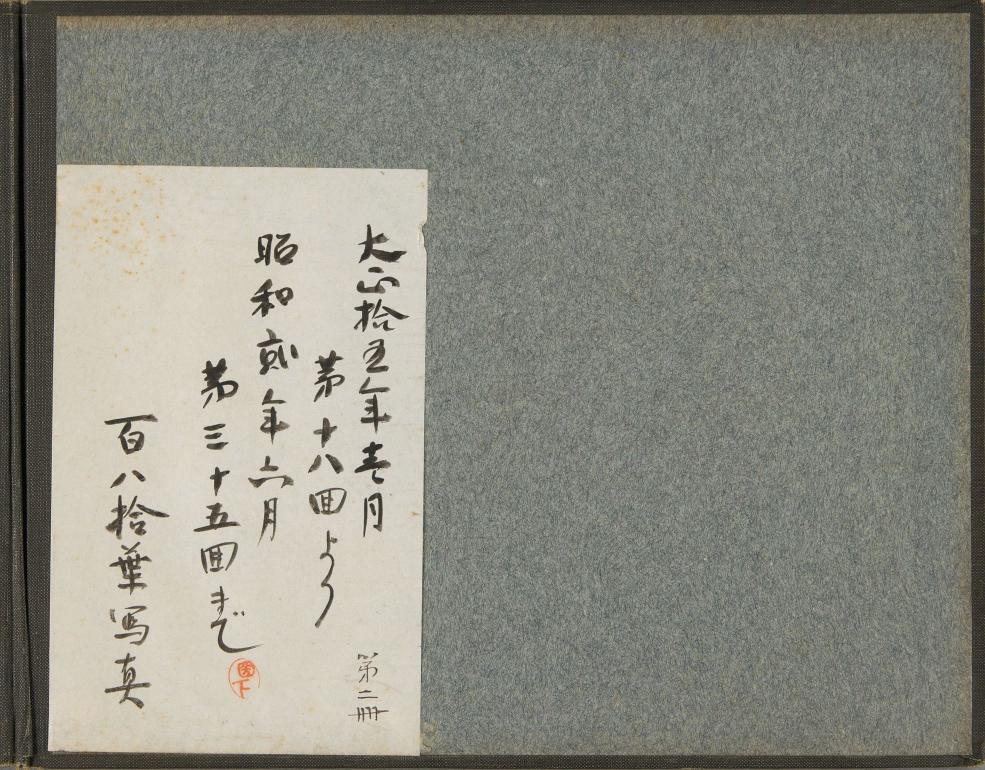 大正拾五年壱月
第十八回より
昭和弐年六月
第三十五回まで
百八拾葉写真
第二冊